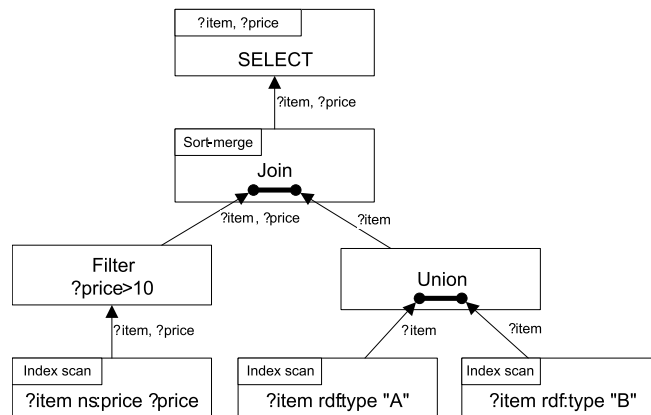 ?item, ?price
SELECT
?item, ?price
Sort-merge
Join
?item, ?price
?item
Filter
?price>10
Union
?item, ?price
?item
?item
Index scan
?item ns:price ?price
Index scan
?item rdf:type "A"
Index scan
?item rdf:type "B"